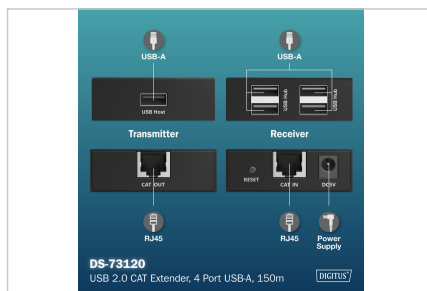 USB-A
USB-A
USB Host
USB Hub
USB Hub
Transmitter
Receiver
CAT OUT
RESET
CAT IN
DC5V
RJ45
RJ45
Power
Supply
DS-73120
USB 2.0 CAT Extender, 4 Port USB-A, 150m
DIGITUS